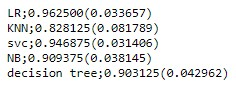 LR;0.962500(0.033657)
KNN;0.828125(0.081789)
svc;0.946875(0.031406)
NB;0.909375(0.038145)
decision tree;0.903125(0.042962)